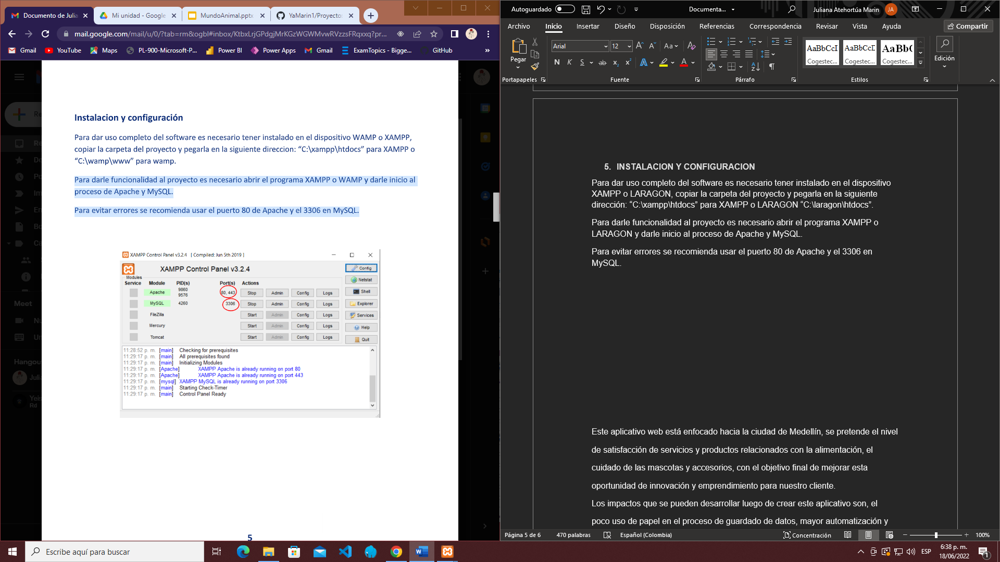 Documento de Julia
Mi unidad - Google
MundoAnimal.pptx
YaMarin1/Proyecto
mail.google.com/mail/u/0/?tab=rm&ogbl#inbox/KtbxLrjGPdgjMrKGzWGWMvwRVzzsFRqxxq?pr...
Gmail
YouTube
Maps
PL-900-Microsoft-P...
Power BI
Power Apps
Gmail
ExamTopics - Bigge...
GitHub
»
Meet
Hangou
Julia
Yeis
Rd
Instalacion y configuración
Para dar uso completo del software es necesario tener instalado en el dispositivo WAMP o XAMPP,
copiar la carpeta del proyecto y pegarla en la siguiente direccion: “C:\xampp\htdocs” para XAMPP o
“C:\wamp\www” para wamp.
Para darle funcionalidad al proyecto es necesario abrir el programa XAMPP o WAMP y darle inicio al
proceso de Apache y MySQL.
Para evitar errores se recomienda usar el puerto 80 de Apache y el 3306 en MySQL.
XAMPP Control Panel v3.2.4 [ Compiled: Jun 5th 2019 ]
XAMPP Control Panel v3.2.4
Modules
Service Module PID(s) Port(s) Actions
Apache 9860 9576 80, 443 Stop Admin Config Logs
MySQL 4260 3306 Stop Admin Config Logs
FileZilla Start Admin Config Logs
Mercury Start Admin Config Logs
Tomcat Start Admin Config Logs
Config
Netstat
Shell
Explorer
Services
Help
Quit
11:28:52 p. m. [main] Checking for prerequisites
11:29:17 p. m. [main] All prerequisites found
11:29:17 p. m. [main] Initializing Modules
11:29:17 p. m. [Apache] XAMPP Apache is already running on port 80
11:29:17 p. m. [Apache] XAMPP Apache is already running on port 443
11:29:17 p. m. [mysql] XAMPP MySQL is already running on port 3306
11:29:17 p. m. [main] Starting Check-Timer
11:29:17 p. m. [main] Control Panel Ready
5
Autoguardado
Documenta...
Juliana Atehortúa Marin
JA
Archivo
Inicio
Insertar
Diseño
Disposición
Referencias
Correspondencia
Revisar
Vista
Ayuda
Compartir
Pegar
Portapapeles
Arial
12
Aa
N K S ab x₂ x²
Fuente
Párrafo
AaBbCcI
AaBbCcI
AaBb(
Cogestec...
Cogestec...
Cogestec...
Estilos
Edición
5. INSTALACION Y CONFIGURACION
Para dar uso completo del software es necesario tener instalado en el dispositivo
XAMPP o LARAGON, copiar la carpeta del proyecto y pegarla en la siguiente
dirección: “C:\xampp\htdocs” para XAMPP o LARAGON “C:\laragon\htdocs”.
Para darle funcionalidad al proyecto es necesario abrir el programa XAMPP o
LARAGON y darle inicio al proceso de Apache y MySQL.
Para evitar errores se recomienda usar el puerto 80 de Apache y el 3306 en
MySQL.
Este aplicativo web está enfocado hacia la ciudad de Medellín, se pretende el nivel
de satisfacción de servicios y productos relacionados con la alimentación, el
cuidado de las mascotas y accesorios, con el objetivo final de mejorar esta
oportunidad de innovación y emprendimiento para nuestro cliente.
Los impactos que se pueden desarrollar luego de crear este aplicativo son, el
poco uso de papel en el proceso de guardado de datos, mayor automatización y
Página 5 de 6
470 palabras
Español (Colombia)
Concentración
100%
Escribe aquí para buscar
ESP
6:38 p. m.
18/06/2022
1